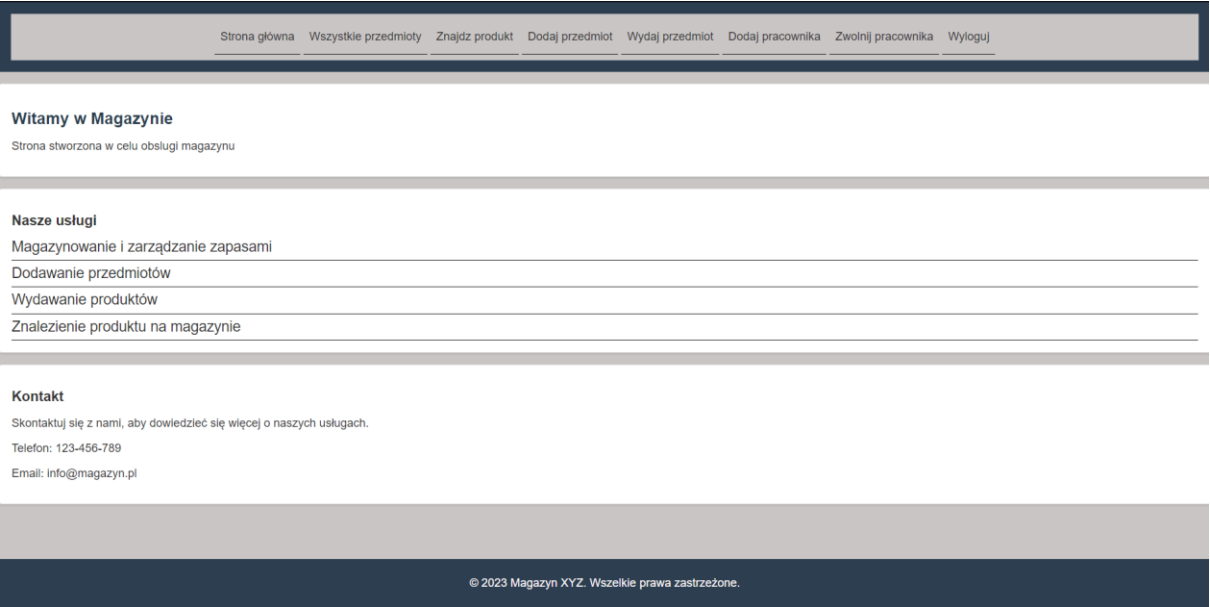 Strona główna Wszystkie przedmioty Znajdz produkt Dodaj przedmiot Wydaj przedmiot Dodaj pracownika Zwolnij pracownika Wyloguj
Witamy w Magazynie
Strona stworzona w celu obslugi magazynu
Nasze usługi
Magazynowanie i zarządzanie zapasami
Dodawanie przedmiotów
Wydawanie produktów
Znalezienie produktu na magazynie
Kontakt
Skontaktuj się z nami, aby dowiedzieć się więcej o naszych usługach.
Telefon: 123-456-789
Email: info@magazyn.pl
© 2023 Magazyn XYZ. Wszelkie prawa zastrzeżone.